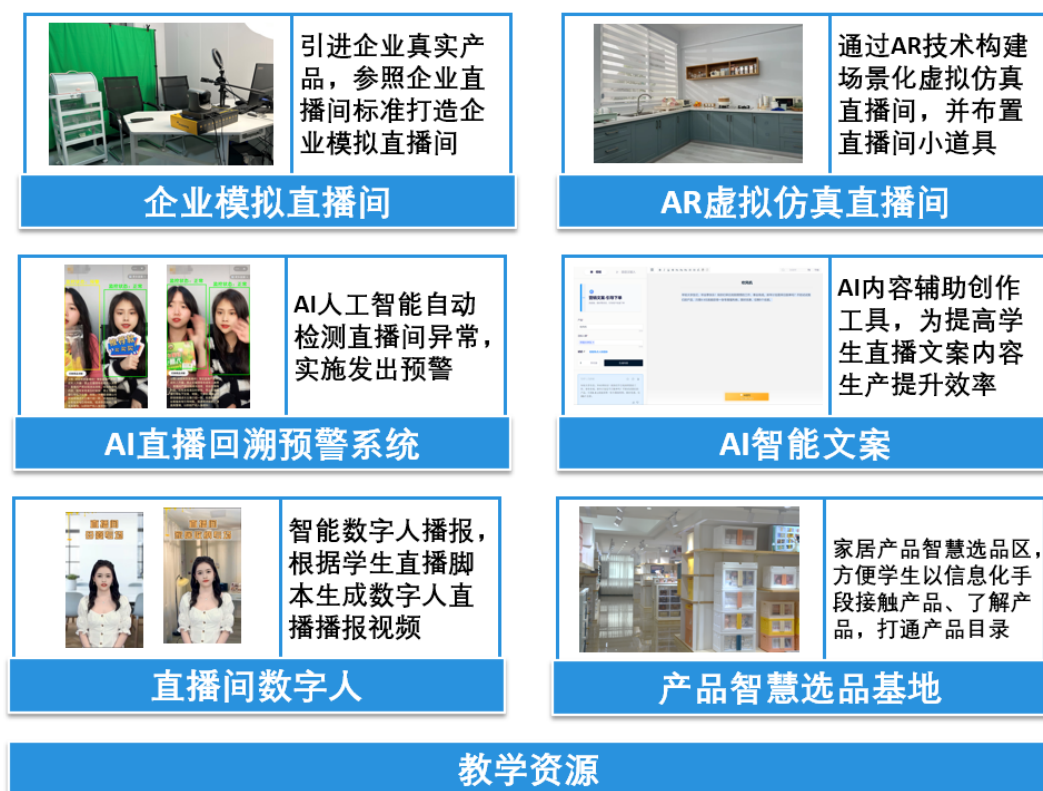 引进企业真实产
品，参照企业直
播间标准打造企
业模拟直播间
企业模拟直播间
通过AR技术构建
场景化虚拟仿真
直播间，并布置
直播间小道具
AR虚拟仿真直播间
AI人工智能自动
检测直播间异常，
实施发出预警
AI直播回溯预警系统
AI内容辅助创作
工具，为提高学
生直播文案内容
生产提升效率
AI智能文案
直播间
直播间
智能数字人播报，
根据学生直播脚
本生成数字人直
播播报视频
直播间数字人
家居产品智慧选品区，
方便学生以信息化手
段接触产品、了解产
品，打通产品目录
产品智慧选品基地
教学资源